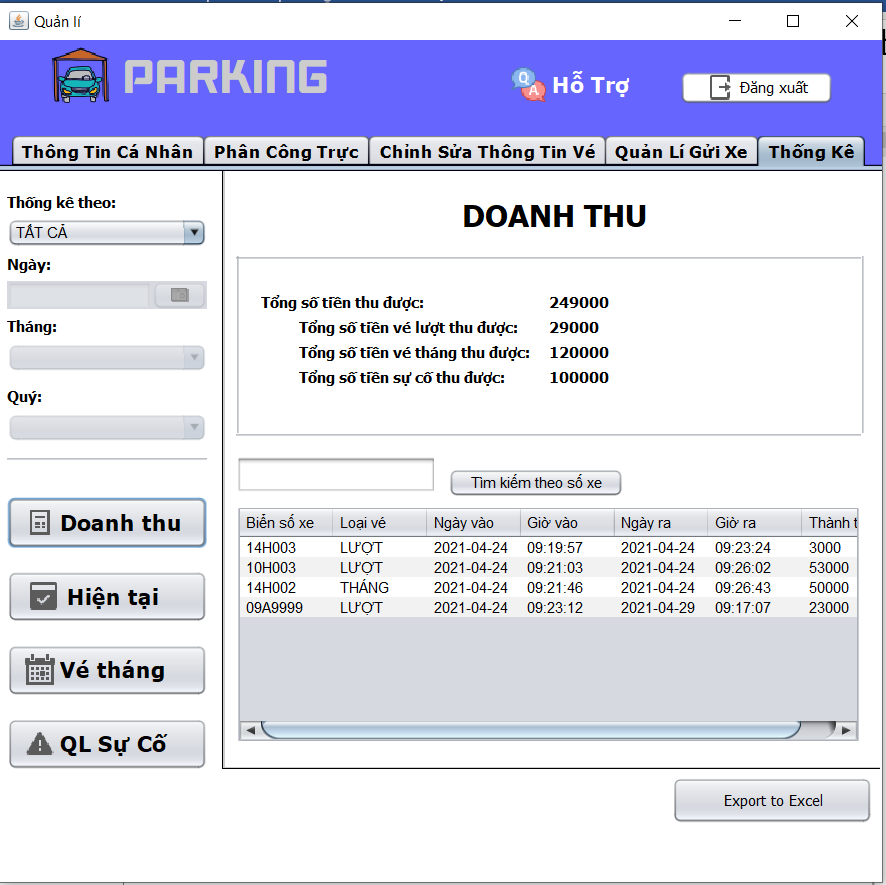 Quản lí
PARKING
Q
A
Hỗ Trợ
Đăng xuất
Thông Tin Cá Nhân Phân Công Trực Chỉnh Sửa Thông Tin Vé Quản Lí Gửi Xe Thống Kê
Thống kê theo:
TẤT CẢ
Ngày:
Tháng:
Quý:
Doanh thu
Hiện tại
Vé tháng
QL Sự Cố
DOANH THU
Tổng số tiền thu được: 249000
Tổng số tiền vé lượt thu được: 29000
Tổng số tiền vé tháng thu được: 120000
Tổng số tiền sự cố thu được: 100000
Tìm kiếm theo số xe
Biển số xe Loại vé Ngày vào Giờ vào Ngày ra Giờ ra Thành t
14H003 LƯỢT 2021-04-24 09:19:57 2021-04-24 09:23:24 3000
10H003 LƯỢT 2021-04-24 09:21:03 2021-04-24 09:26:02 53000
14H002 THÁNG 2021-04-24 09:21:46 2021-04-24 09:26:43 50000
09A9999 LƯỢT 2021-04-24 09:23:12 2021-04-29 09:17:07 23000
Export to Excel